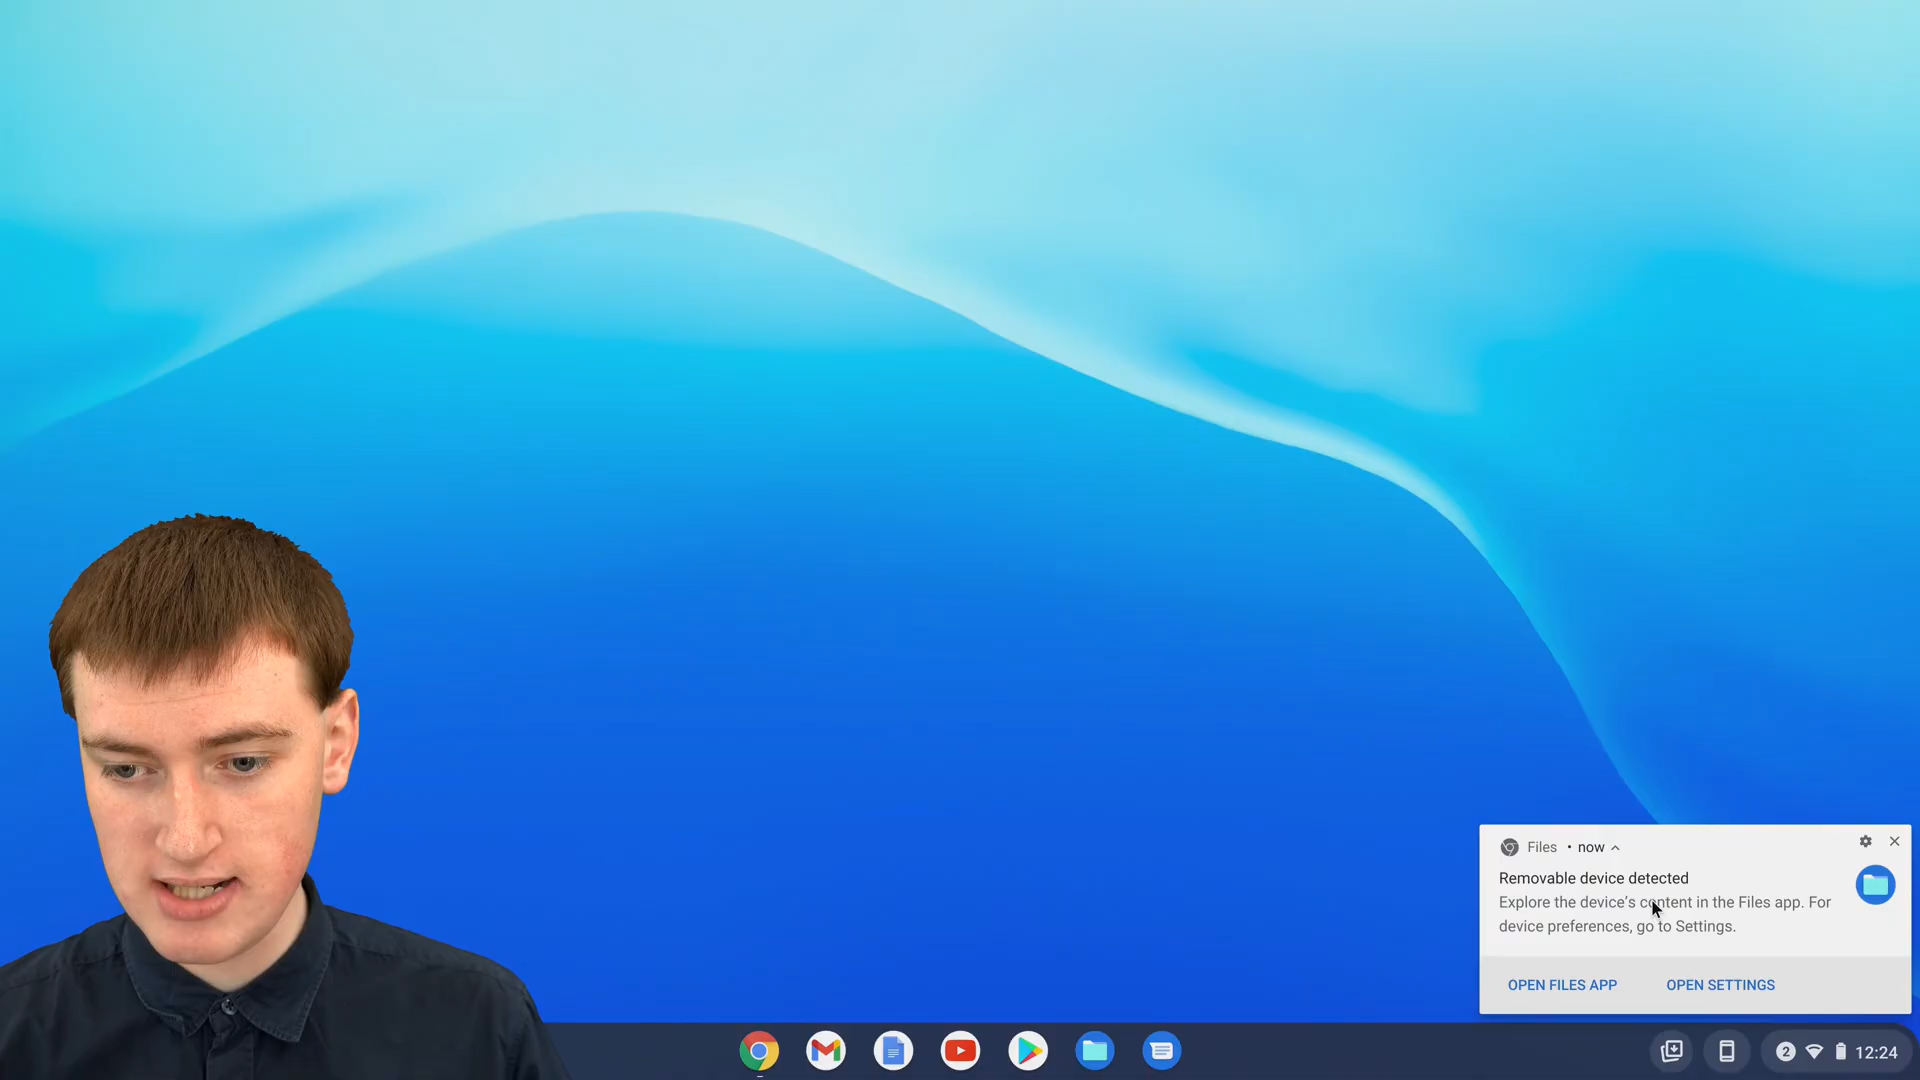 Files • now
Removable device detected
Explore the device's content in the Files app. For
device preferences, go to Settings.
OPEN FILES APP OPEN SETTINGS
2 12:24